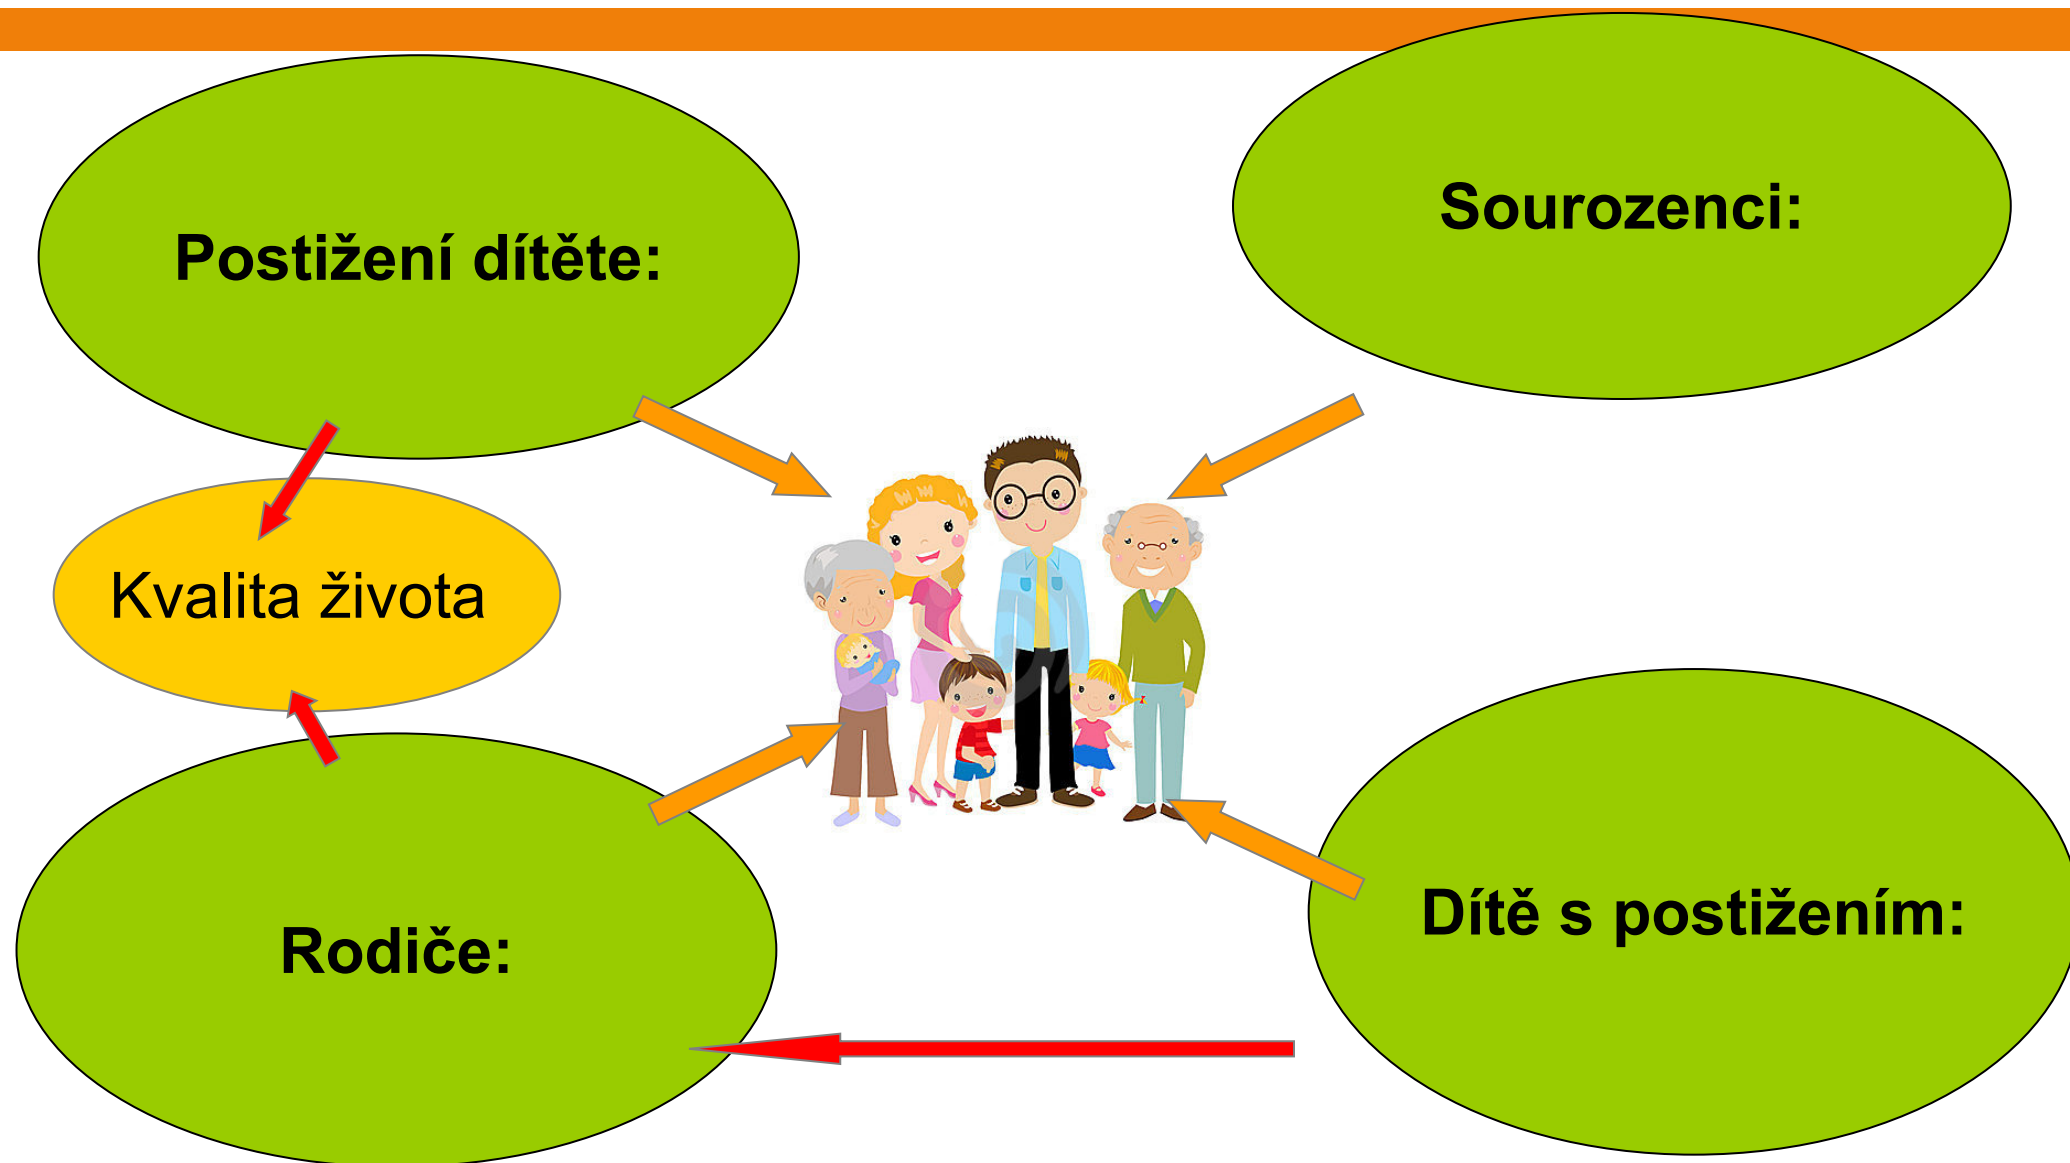 Postižení dítěte:
Sourozenci:
Kvalita života
Rodiče:
Dítě s postižením: